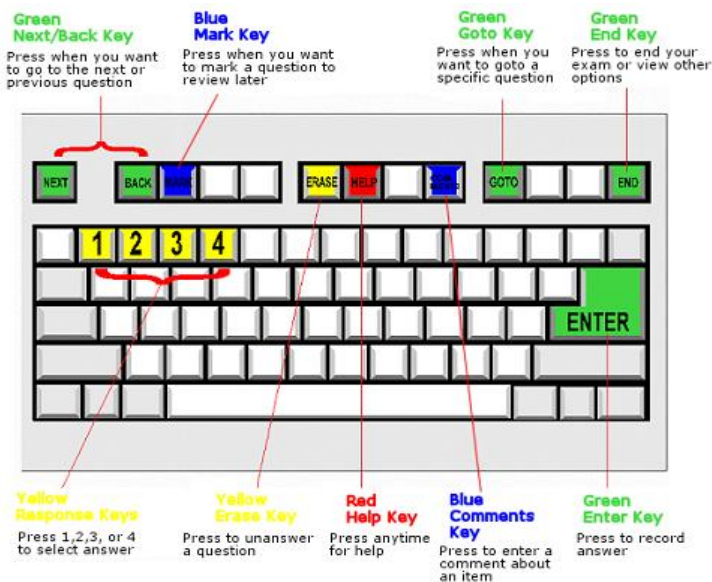 Green
Next/Back Key
Press when you want
to go to the next or
previous question
Blue
Mark Key
Press when you want
to mark a question to
review later
Green
Goto Key
Press when you
want to goto a
specific question
Green
End Key
Press to end your
exam or view other
options
NEXT
BACK
MARK
ERASE
HELP
GOTO
END
1 2 3 4
ENTER
Yellow
Response Keys
Press 1,2,3, or 4
to select answer
Yellow
Erase Key
Press to unanswer
a question
Red
Help Key
Press anytime
for help
Blue
Comments
Key
Press to enter a
comment about
an item
Green
Enter Key
Press to record
answer